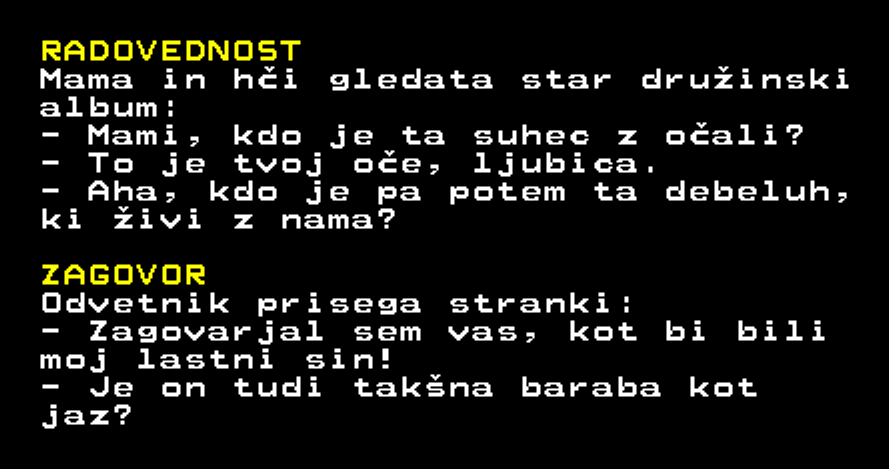 RADOVEDNOST
Mama in hči gledata star družinski
album:
- Mami, kdo je ta suhec z očali?
- To je tvoj oče, ljubica.
- Aha, kdo je pa potem ta debeluh,
ki živi z nama?
ZAGOVOR
Odvetnik prisega stranki:
- Zagovarjal sem vas, kot bi bili
moj lastni sin!
- Je on tudi takšna baraba kot
jaz?